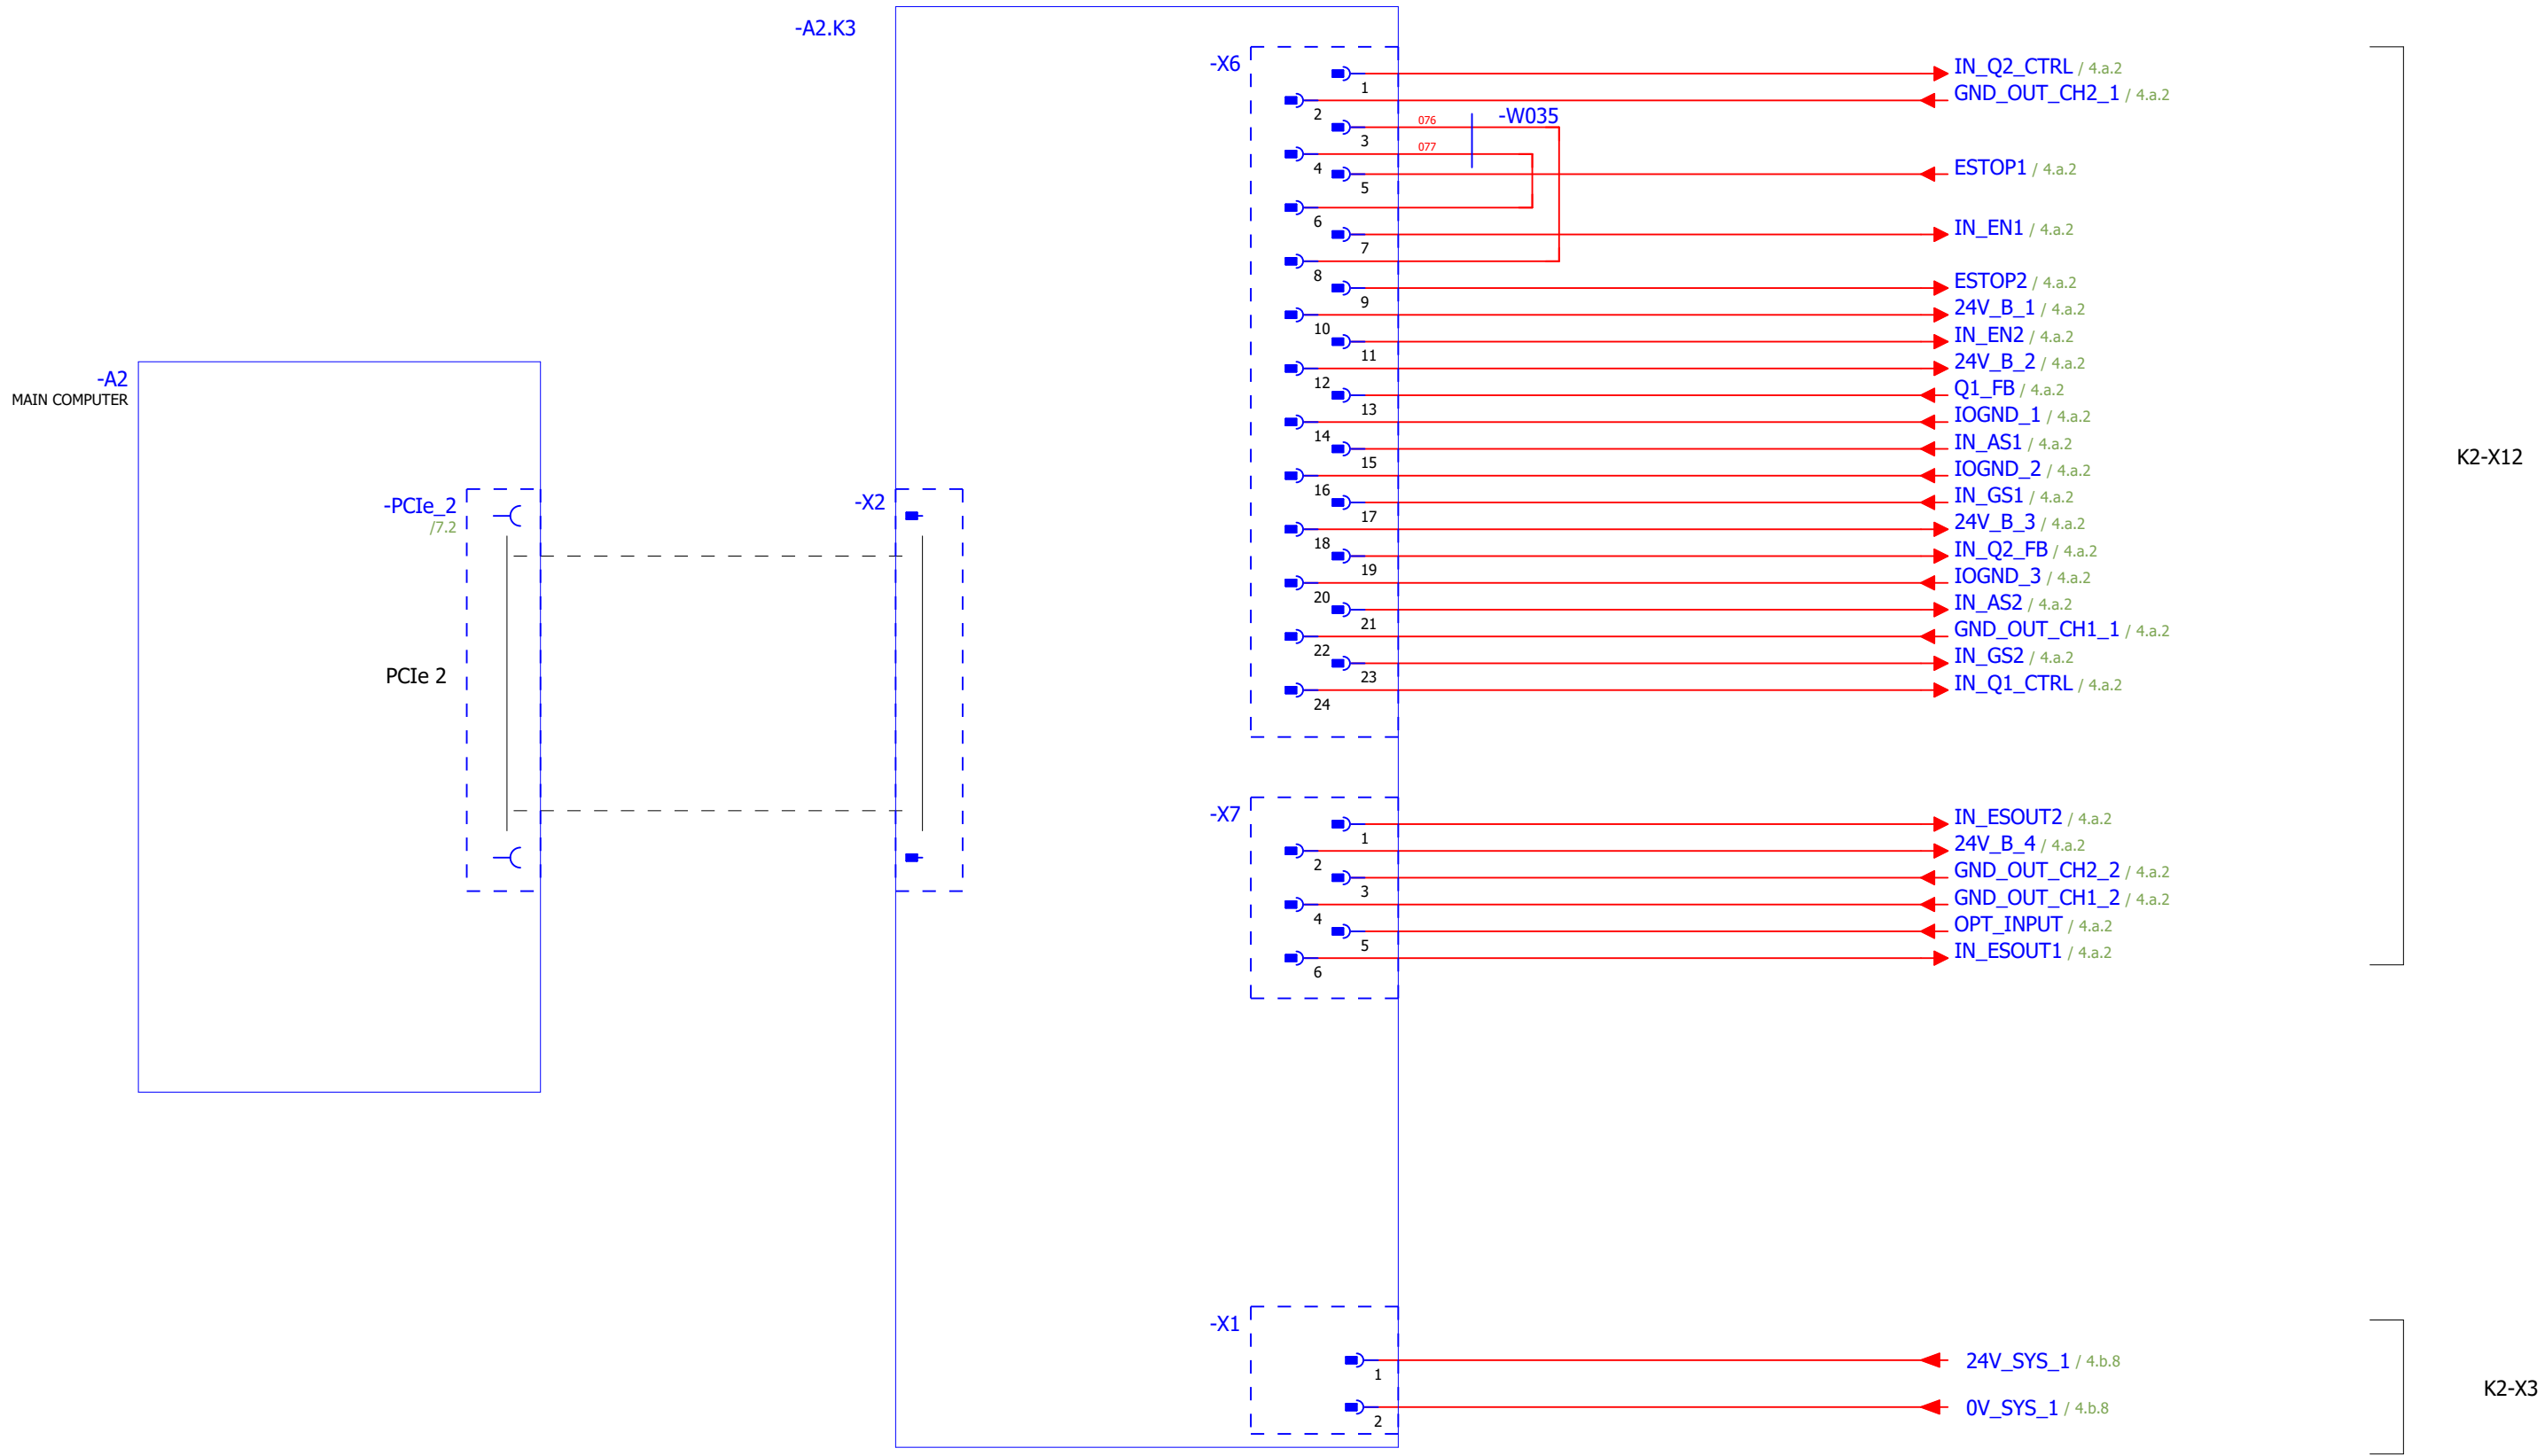 -A2.K3
-X6
1
IN_Q2_CTRL / 4.a.2
2
GND_OUT_CH2_1 / 4.a.2
-W035
3
076
4
077
5
ESTOP1 / 4.a.2
6
7
IN_EN1 / 4.a.2
8
9
ESTOP2 / 4.a.2
10
24V_B_1 / 4.a.2
11
IN_EN2 / 4.a.2
12
24V_B_2 / 4.a.2
13
Q1_FB / 4.a.2
14
IOGND_1 / 4.a.2
15
IN_AS1 / 4.a.2
16
IOGND_2 / 4.a.2
17
IN_GS1 / 4.a.2
18
24V_B_3 / 4.a.2
19
IN_Q2_FB / 4.a.2
20
IOGND_3 / 4.a.2
21
IN_AS2 / 4.a.2
22
GND_OUT_CH1_1 / 4.a.2
23
IN_GS2 / 4.a.2
24
IN_Q1_CTRL / 4.a.2
K2-X12
-A2
MAIN COMPUTER
-PCIe_2
/7.2
PCIe 2
-X2
-X7
1
IN_ESOUT2 / 4.a.2
2
24V_B_4 / 4.a.2
3
GND_OUT_CH2_2 / 4.a.2
4
GND_OUT_CH1_2 / 4.a.2
5
OPT_INPUT / 4.a.2
6
IN_ESOUT1 / 4.a.2
-X1
1
24V_SYS_1 / 4.b.8
2
0V_SYS_1 / 4.b.8
K2-X3